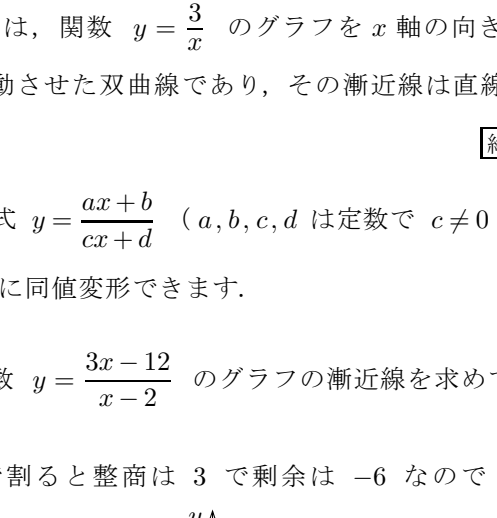 は，関数 y = 3/x のグラフを x 軸の向き
動させた双曲線であり，その漸近線は直線
式 y = (ax + b)/(cx + d) （ a, b, c, d は定数で c ≠ 0
に同値変形できます．
数 y = (3x − 12)/(x − 2) のグラフの漸近線を求めて
割ると整商は 3 で剰余は −6 なので
y